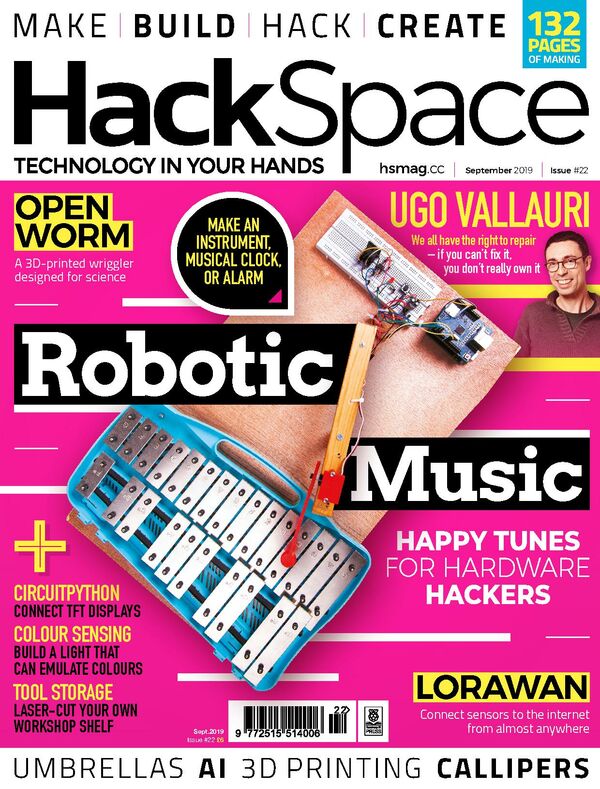 MAKE | BUILD | HACK | CREATE
132
PAGES
OF MAKING
HackSpace
TECHNOLOGY IN YOUR HANDS
hsmag.cc | September 2019 | Issue #22
OPEN
WORM
A 3D-printed wriggler
designed for science
MAKE AN
INSTRUMENT,
MUSICAL CLOCK,
OR ALARM
UGO VALLAURI
We all have the right to repair
– if you can't fix it,
you don't really own it
Robotic
Music
HAPPY TUNES
FOR HARDWARE
HACKERS
+
CIRCUITPYTHON
CONNECT TFT DISPLAYS
COLOUR SENSING
BUILD A LIGHT THAT
CAN EMULATE COLOURS
TOOL STORAGE
LASER-CUT YOUR OWN
WORKSHOP SHELF
LORAWAN
Connect sensors to the internet
from almost anywhere
Sept.2019
Issue #22 £6
22
9 772515 514006
UMBRELLAS AI 3D PRINTING CALLIPERS